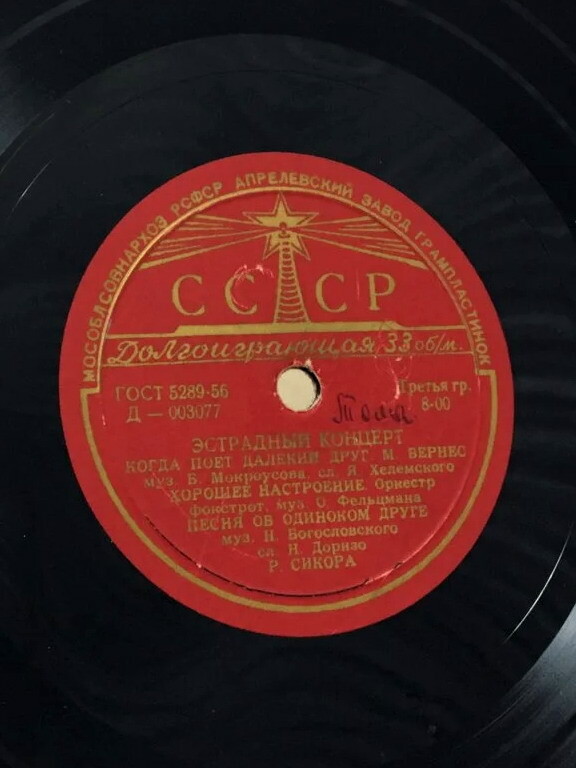 МОСОБЛСОВНАРХОЗ РСФСР АПРЕЛЕВСКИЙ ЗАВОД ГРАМПЛАСТИНОК
СССР
Долгоиграющая 33 об/м.
ГОСТ 5289-56 Третья гр.
Д — 003077 8-00
Толя
ЭСТРАДНЫЙ КОНЦЕРТ
КОГДА ПОЕТ ДАЛЕКИЙ ДРУГ М. ВЕРНЕС
муз. Б. Мокроусова, сл. Я. Хелемского
ХОРОШЕЕ НАСТРОЕНИЕ Оркестр
фокстрот, муз О. Фельцмана
ПЕСНЯ ОБ ОДИНОКОМ ДРУГЕ
муз. Н. Богословского
сл. Н. Доризо
Р. СИКОРА